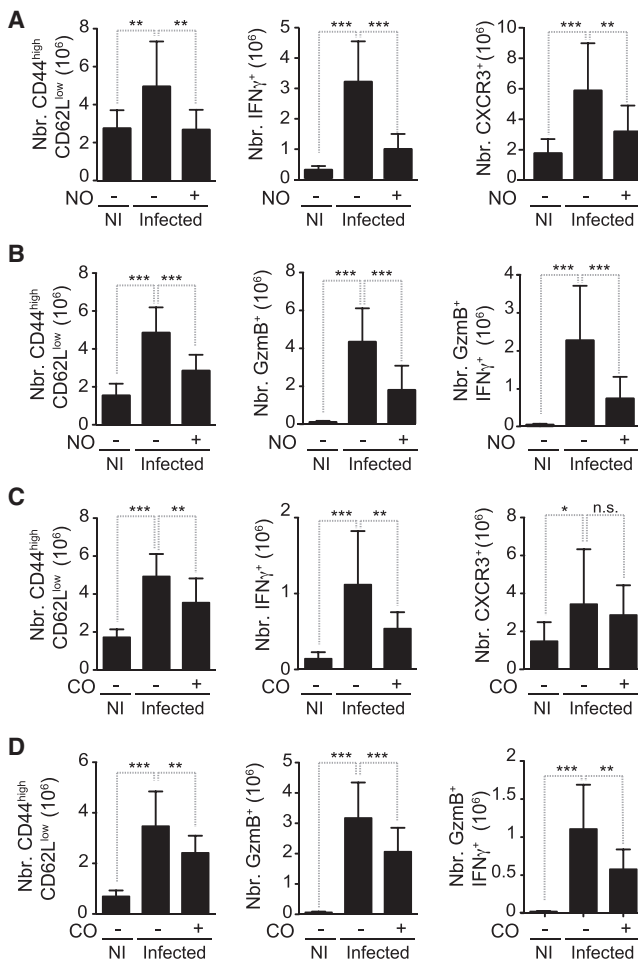 A
Nbr. CD44high
CD62Llow (106)
8
6
4
2
0
** **
NO - - +
NI Infected
Nbr. IFNγ+ (106)
5
4
3
2
1
0
*** ***
- - +
NI Infected
Nbr. CXCR3+ (106)
10
8
6
4
2
0
*** **
- - +
NI Infected
B
Nbr. CD44high
CD62Llow (106)
8
6
4
2
0
*** ***
NO - - +
NI Infected
Nbr. GzmB+ (106)
8
6
4
2
0
*** ***
NO - - +
NI Infected
Nbr. GzmB+
IFNγ+ (106)
4
3
2
1
0
*** ***
- - +
NI Infected
C
Nbr. CD44high
CD62Llow (106)
8
6
4
2
0
*** **
CO - - +
NI Infected
Nbr. IFNγ+ (106)
2
1
0
*** **
- - +
NI Infected
Nbr. CXCR3+ (106)
8
6
4
2
0
* n.s.
- - +
NI Infected
D
Nbr. CD44high
CD62Llow (106)
6
4
2
0
*** **
CO - - +
NI Infected
Nbr. GzmB+ (106)
5
4
3
2
1
0
*** ***
CO - - +
NI Infected
Nbr. GzmB+
IFNγ+ (106)
2
1.5
1
0.5
0
*** **
- - +
NI Infected